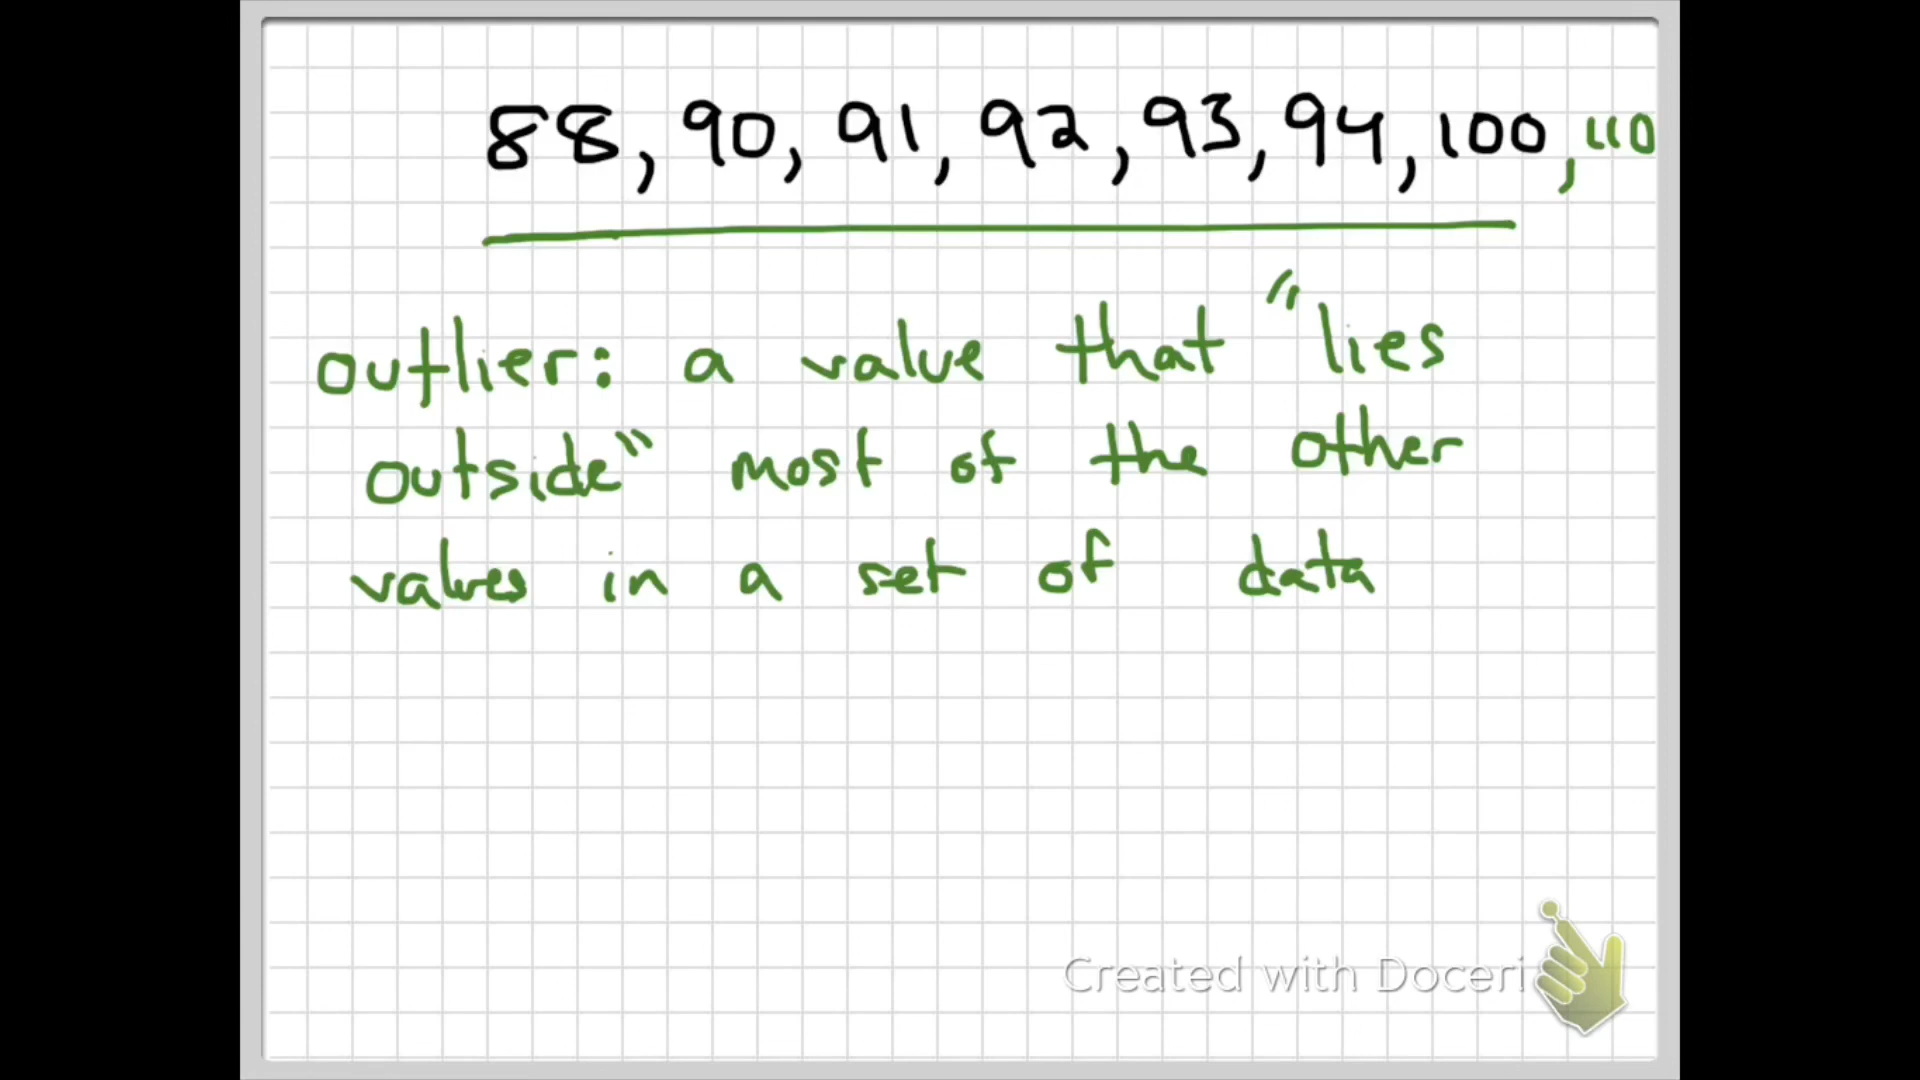 88, 90, 91, 92, 93, 94, 100, 110
outlier: a value that "lies
outside" most of the other
values in a set of data
Created with Doceri